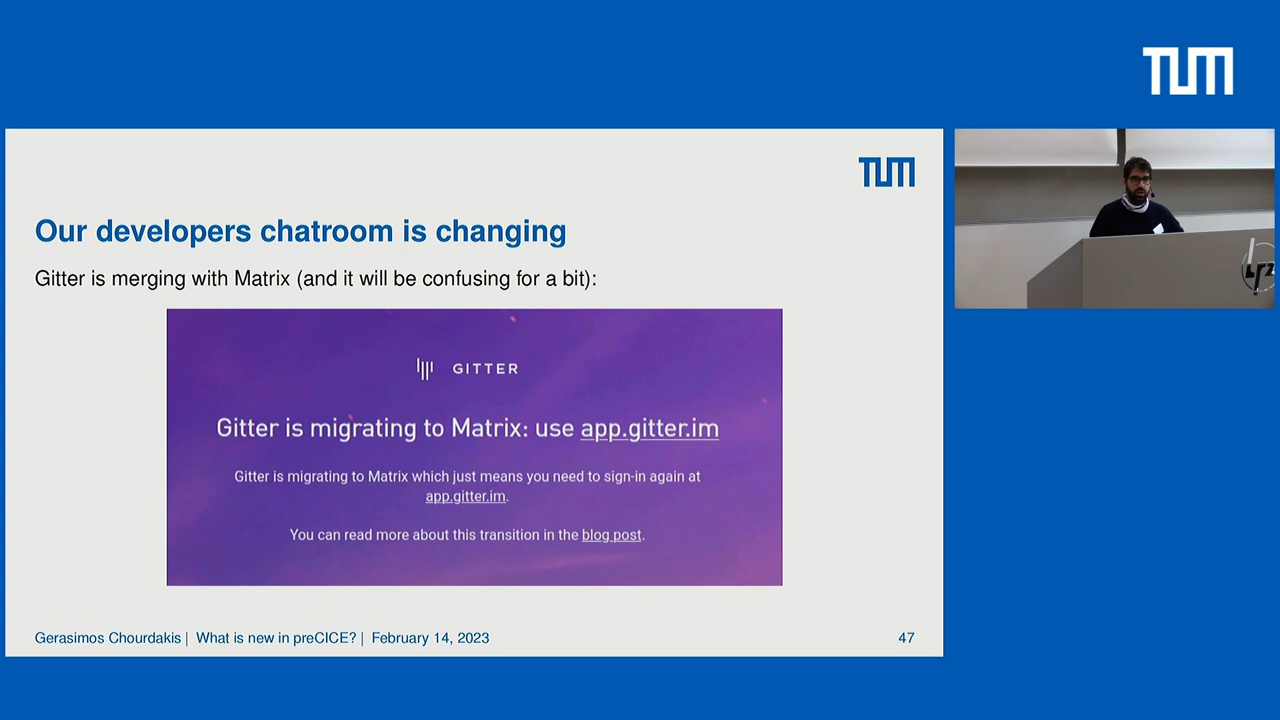 TUM
TUM
Our developers chatroom is changing
Gitter is merging with Matrix (and it will be confusing for a bit):
GITTER
Gitter is migrating to Matrix: use app.gitter.im
Gitter is migrating to Matrix which just means you need to sign-in again at
app.gitter.im.
You can read more about this transition in the blog post.
Gerasimos Chourdakis | What is new in preCICE? | February 14, 2023
47
lrz